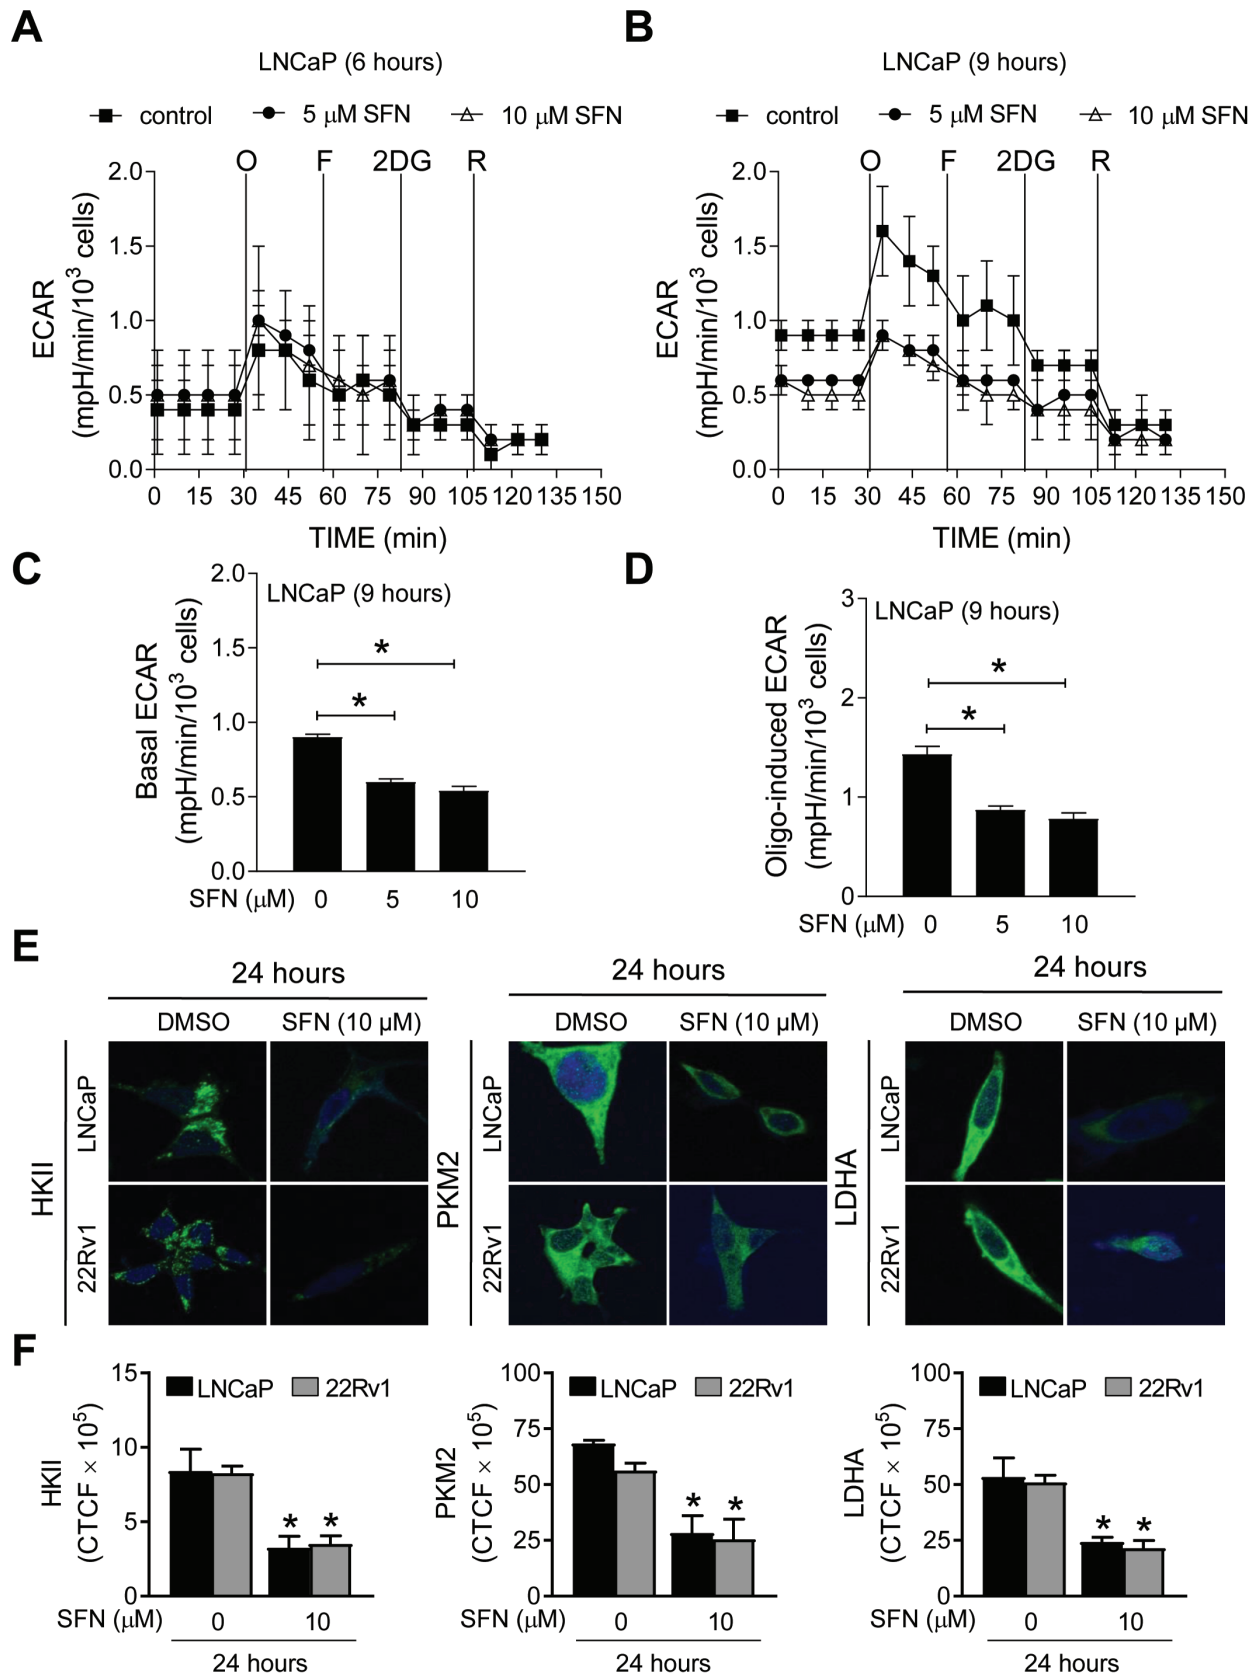 A
LNCaP (6 hours)
control 5 μM SFN 10 μM SFN
O F 2DG R
ECAR
(mpH/min/10³ cells)
2.0
1.5
1.0
0.5
0.0
0 15 30 45 60 75 90 105 120 135 150
TIME (min)
B
LNCaP (9 hours)
control 5 μM SFN 10 μM SFN
O F 2DG R
ECAR
(mpH/min/10³ cells)
2.0
1.5
1.0
0.5
0.0
0 15 30 45 60 75 90 105 120 135 150
TIME (min)
C
LNCaP (9 hours)
Basal ECAR
(mpH/min/10³ cells)
2.0
1.5
1.0
0.5
0.0
* *
SFN (μM) 0 5 10
D
LNCaP (9 hours)
Oligo-induced ECAR
(mpH/min/10³ cells)
3
2
1
0
* *
SFN (μM) 0 5 10
E
24 hours
DMSO SFN (10 μM)
HKII
LNCaP
22Rv1
24 hours
DMSO SFN (10 μM)
PKM2
LNCaP
22Rv1
24 hours
DMSO SFN (10 μM)
LDHA
LNCaP
22Rv1
F
LNCaP 22Rv1
HKII
(CTCF × 10⁵)
15
10
5
0
* *
SFN (μM) 0 10
24 hours
LNCaP 22Rv1
PKM2
(CTCF × 10⁵)
100
75
50
25
0
* *
SFN (μM) 0 10
24 hours
LNCaP 22Rv1
LDHA
(CTCF × 10⁵)
100
75
50
25
0
* *
SFN (μM) 0 10
24 hours